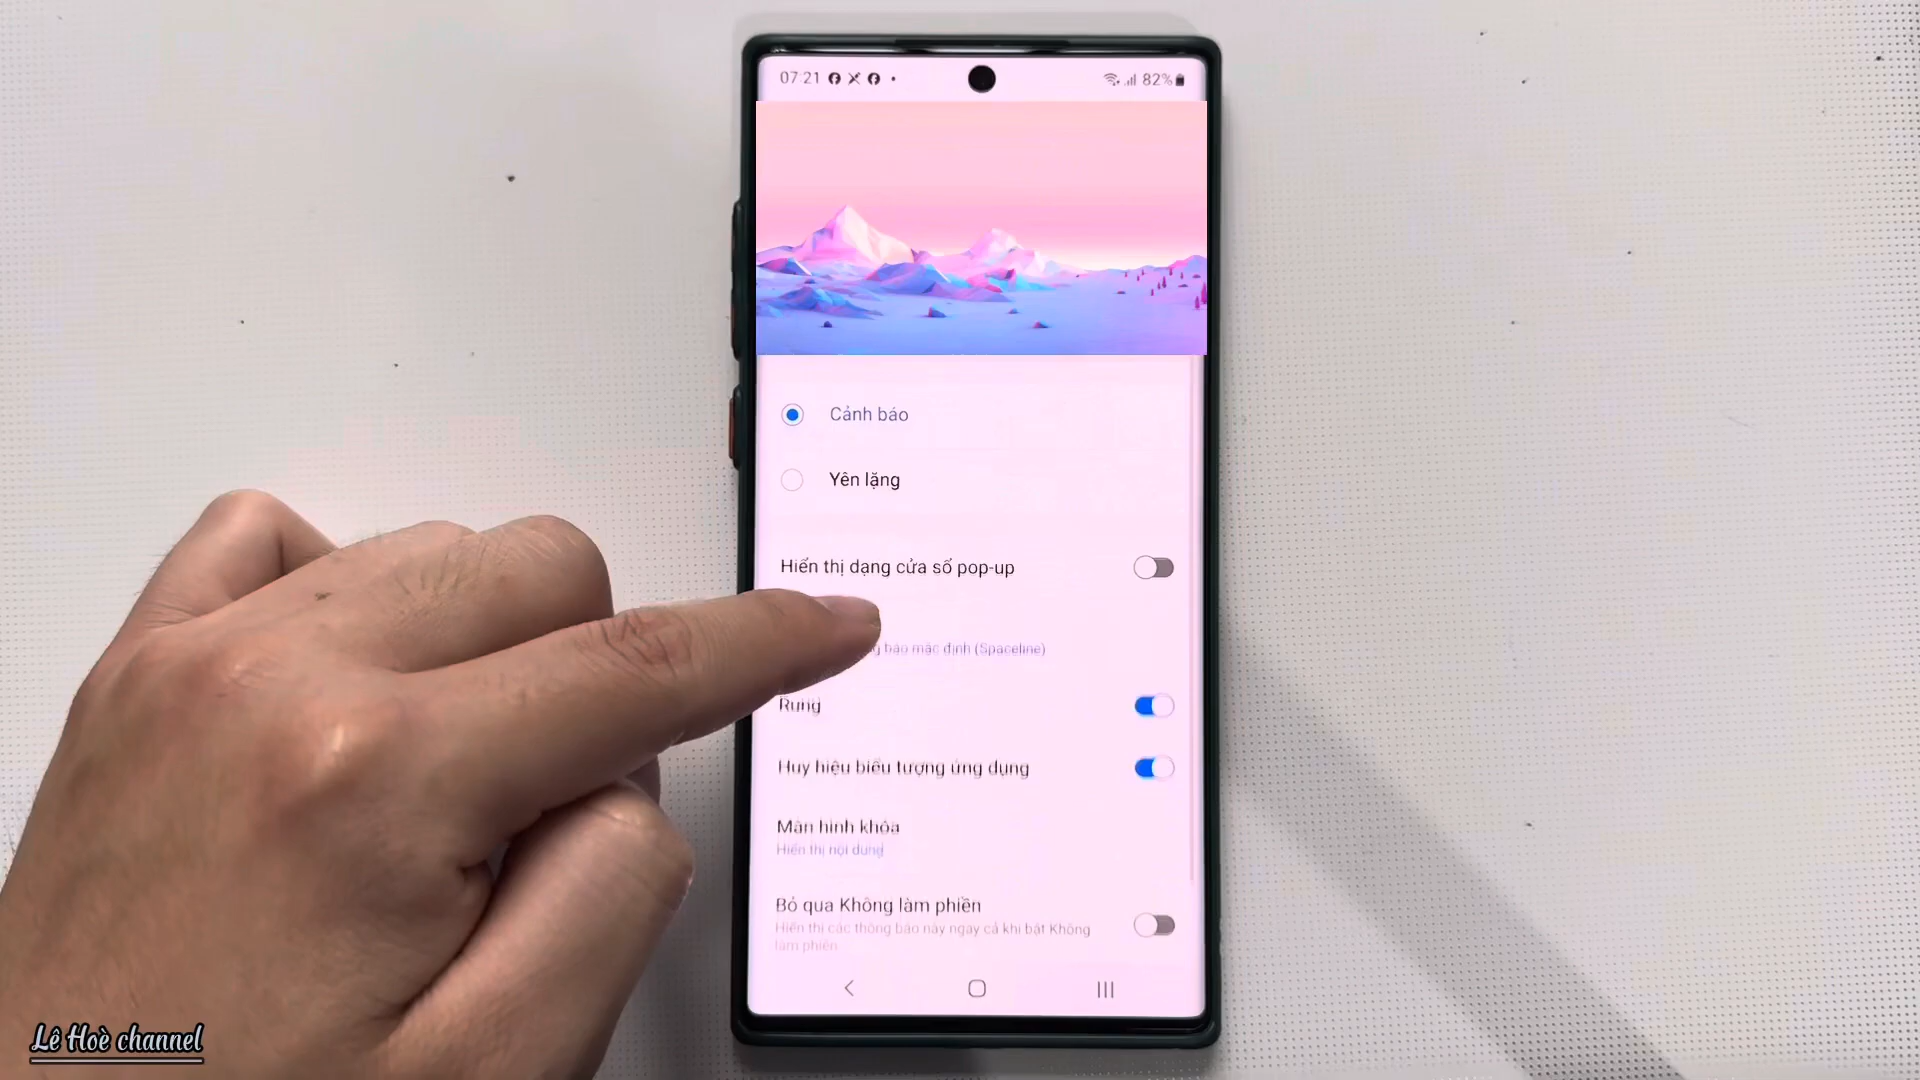 07:21
82%
Cảnh báo
Yên lặng
Hiển thị dạng cửa sổ pop-up
báo mặc định (Spaceline)
Rung
Huy hiệu biểu tượng ứng dụng
Màn hình khóa
Hiển thị nội dung
Bỏ qua Không làm phiền
Hiển thị các thông báo này ngay cả khi bật Không
làm phiền
Lê Hoè channel